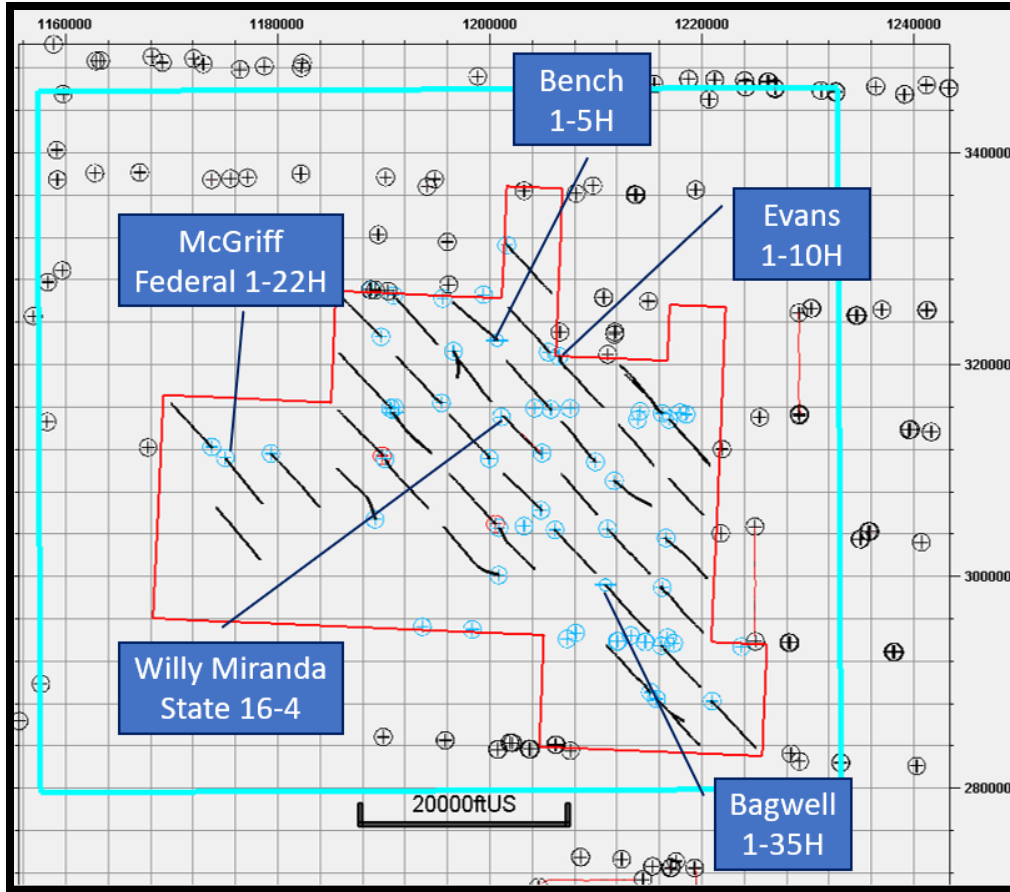 1160000 1180000 1200000 1220000 1240000
Bench
1-5H
340000
McGriff
Federal 1-22H
Evans
1-10H
320000
300000
Willy Miranda
State 16-4
280000
20000ftUS
Bagwell
1-35H